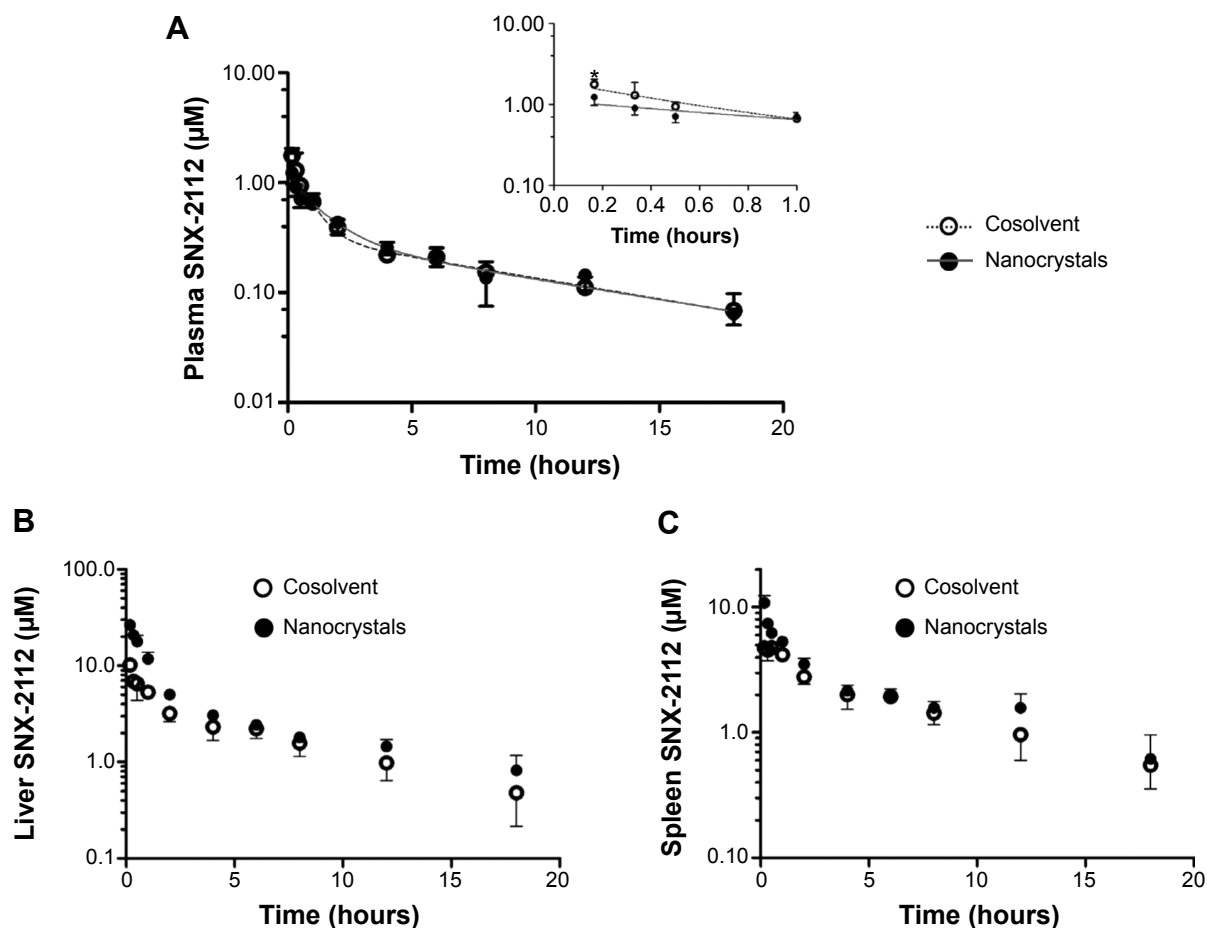 A
Plasma SNX-2112 (µM)
10.00
1.00
0.10
0.01
0
5
10
15
20
Time (hours)
10.00
1.00
0.10
*
0.0
0.2
0.4
0.6
0.8
1.0
Time (hours)
Cosolvent
Nanocrystals
B
Liver SNX-2112 (µM)
100.0
10.0
1.0
0.1
Cosolvent
Nanocrystals
0
5
10
15
20
Time (hours)
C
Spleen SNX-2112 (µM)
10.0
1.0
0.10
Cosolvent
Nanocrystals
0
5
10
15
20
Time (hours)